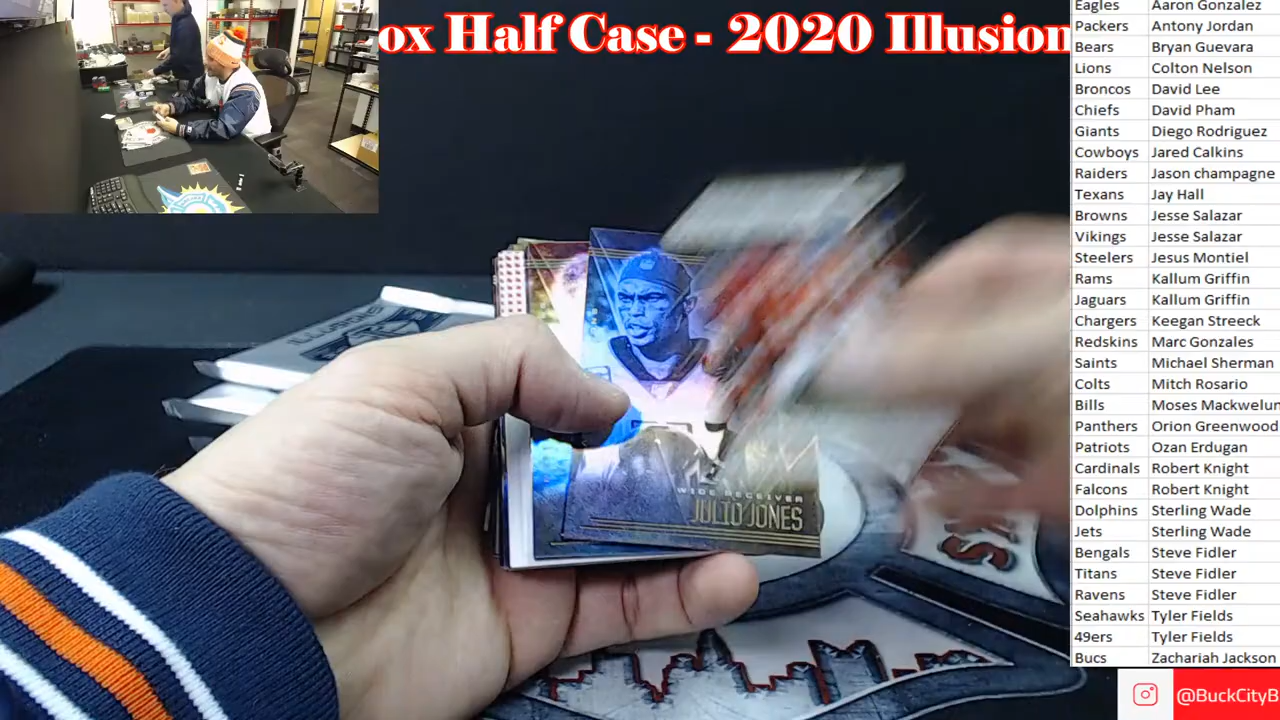 ox Half Case - 2020 Illusion
Eagles Aaron Gonzalez
Packers Antony Jordan
Bears Bryan Guevara
Lions Colton Nelson
Broncos David Lee
Chiefs David Pham
Giants Diego Rodriguez
Cowboys Jared Calkins
Raiders Jason champagne
Texans Jay Hall
Browns Jesse Salazar
Vikings Jesse Salazar
Steelers Jesus Montiel
Rams Kallum Griffin
Jaguars Kallum Griffin
Chargers Keegan Streeck
Redskins Marc Gonzales
Saints Michael Sherman
Colts Mitch Rosario
Bills Moses Mackwelun
Panthers Orion Greenwood
Patriots Ozan Erdugan
Cardinals Robert Knight
Falcons Robert Knight
Dolphins Sterling Wade
Jets Sterling Wade
Bengals Steve Fidler
Titans Steve Fidler
Ravens Steve Fidler
Seahawks Tyler Fields
49ers Tyler Fields
Bucs Zachariah Jackson
WIDE RECEIVER
JULIO JONES
@BuckCityB